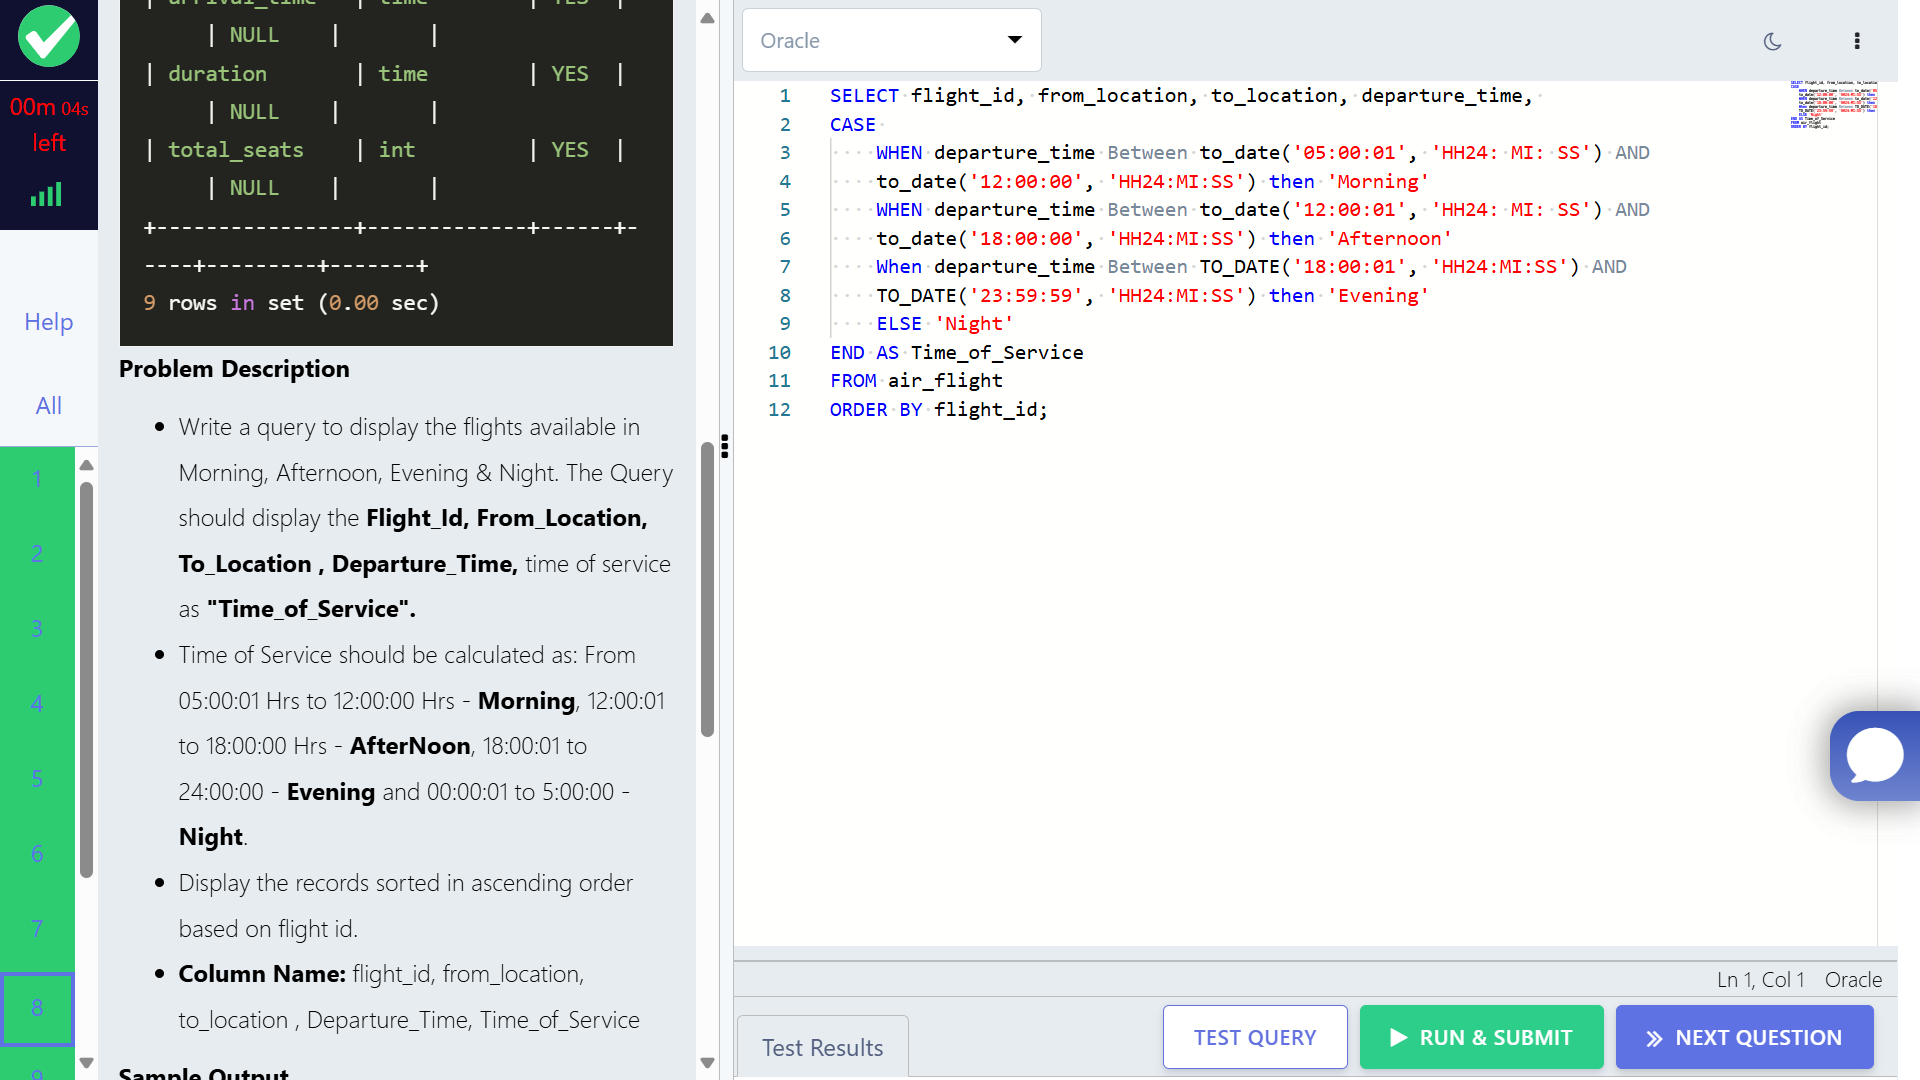 00m 04s
left
Help
All
1
2
3
4
5
6
7
8
9
| arrival_time | time | YES |
| NULL | |
| duration | time | YES |
| NULL | |
| total_seats | int | YES |
| NULL | |
+----------------+-------------+------+-
----+---------+-------+
9 rows in set (0.00 sec)
Problem Description
Write a query to display the flights available in
Morning, Afternoon, Evening & Night. The Query
should display the Flight_Id, From_Location,
To_Location , Departure_Time, time of service
as "Time_of_Service".
Time of Service should be calculated as: From
05:00:01 Hrs to 12:00:00 Hrs - Morning, 12:00:01
to 18:00:00 Hrs - AfterNoon, 18:00:01 to
24:00:00 - Evening and 00:00:01 to 5:00:00 -
Night.
Display the records sorted in ascending order
based on flight id.
Column Name: flight_id, from_location,
to_location , Departure_Time, Time_of_Service
Sample Output
Oracle
1 SELECT flight_id, from_location, to_location, departure_time,
2 CASE
3 WHEN departure_time Between to_date('05:00:01', 'HH24: MI: SS') AND
4 to_date('12:00:00', 'HH24:MI:SS') then 'Morning'
5 WHEN departure_time Between to_date('12:00:01', 'HH24: MI: SS') AND
6 to_date('18:00:00', 'HH24:MI:SS') then 'Afternoon'
7 When departure_time Between TO_DATE('18:00:01', 'HH24:MI:SS') AND
8 TO_DATE('23:59:59', 'HH24:MI:SS') then 'Evening'
9 ELSE 'Night'
10 END AS Time_of_Service
11 FROM air_flight
12 ORDER BY flight_id;
Ln 1, Col 1 Oracle
Test Results
TEST QUERY
RUN & SUBMIT
NEXT QUESTION